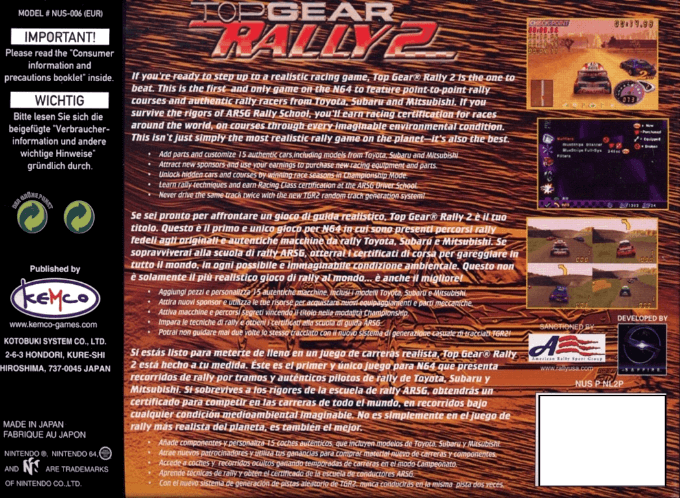 MODEL # NUS-006 (EUR)
IMPORTANT!
Please read the "Consumer
information and
precautions booklet" inside.
WICHTIG
Bitte lesen Sie sich die
beigefügte "Verbraucher-
information und andere
wichtige Hinweise"
gründlich durch.
Published by
KEMCO
www.kemco-games.com
KOTOBUKI SYSTEM CO., LTD.
2-6-3 HONDORI, KURE-SHI
HIROSHIMA, 737-0045 JAPAN
MADE IN JAPAN
FABRIQUE AU JAPON
NINTENDO ®, NINTENDO 64,
AND ARE TRADEMARKS
OF NINTENDO CO., LTD.
TOP GEAR
RALLY 2
If you're ready to step up to a realistic racing game, Top Gear® Rally 2 is the one to
beat. This is the first and only game on the N64 to feature point-to-point rally
courses and authentic rally racers from Toyota, Subaru and Mitsubishi. If you
survive the rigors of ARSG Rally School, you'll earn racing certification for races
around the world, on courses through every imaginable environmental condition.
This isn't just simply the most realistic rally game on the planet—it's also the best.
• Add parts and customize 15 authentic cars,including models from Toyota, Subaru and Mitsubishi.
• Attract new sponsors and use your earnings to purchase new racing equipment and parts.
• Unlock hidden cars and courses by winning race seasons in Championship Mode.
• Learn rally techniques and earn Racing Class certification at the ARSG Driver School.
• Never drive the same track twice with the new TGR2 random track generation system!
Se sei pronto per affrontare un gioco di guida realistico, Top Gear® Rally 2 è il tuo
titolo. Questo è il primo e unico gioco per N64 in cui sono presenti percorsi rally
fedeli agli originali e autentiche macchine da rally Toyota, Subaru e Mitsubishi. Se
sopravviverai alla scuola di rally ARSG, otterrai i certificati di corsa per gareggiare in
tutto il mondo, in ogni possibile e immaginabile condizione ambientale. Questo non
è solamente il più realistico gioco di rally al mondo... è anche il migliore!
• Aggiungi pezzi e personalizza 15 autentiche macchine, inclusi i modelli Toyota, Subaru e Mitsubishi.
• Attira nuovi sponsor e utilizza le tue risorse per acquistare nuovi equipaggiamenti e parti meccaniche.
• Attiva macchine e percorsi segreti vincendo il titolo nella modalità Championship.
• Impara le tecniche di rally e ottieni i certificati alla scuola di guida ARSG.
• Potrai non guidare mai due volte lo stesso tracciato con il nuovo sistema di generazione casuale di tracciati TGR2!
Si estás listo para meterte de lleno en un juego de carreras realista, Top Gear® Rally
2 está hecho a tu medida. Este es el primer y único juego para N64 que presenta
recorridos de rally por tramos y auténticos pilotos de rally de Toyota, Subaru y
Mitsubishi. Si sobrevives a los rigores de la escuela de rally ARSG, obtendrás un
certificado para competir en las carreras de todo el mundo, en recorridos bajo
cualquier condición medioambiental imaginable. No es simplemente el juego de
rally más realista del planeta, es también el mejor.
• Añade componentes y personaliza 15 coches auténticos, que incluyen modelos de Toyota, Subaru y Mitsubishi.
• Atrae nuevos patrocinadores y utiliza tus ganancias para comprar material nuevo de carreras y componentes.
• Accede a coches y recorridos ocultos ganando temporadas de carreras en el modo Campeonato.
• Aprende técnicas de rally y obtén el certificado de la escuela de conductores ARSG.
• Con el nuevo sistema de generación de pistas aleatorio de TGR2, nunca conducirás en la misma pista dos veces.
CHECKPOINT
SANCTIONED BY
American Rally Sport Group
www.rallyusa.com
DEVELOPED BY
SAFFIRE
NUS P NL2P